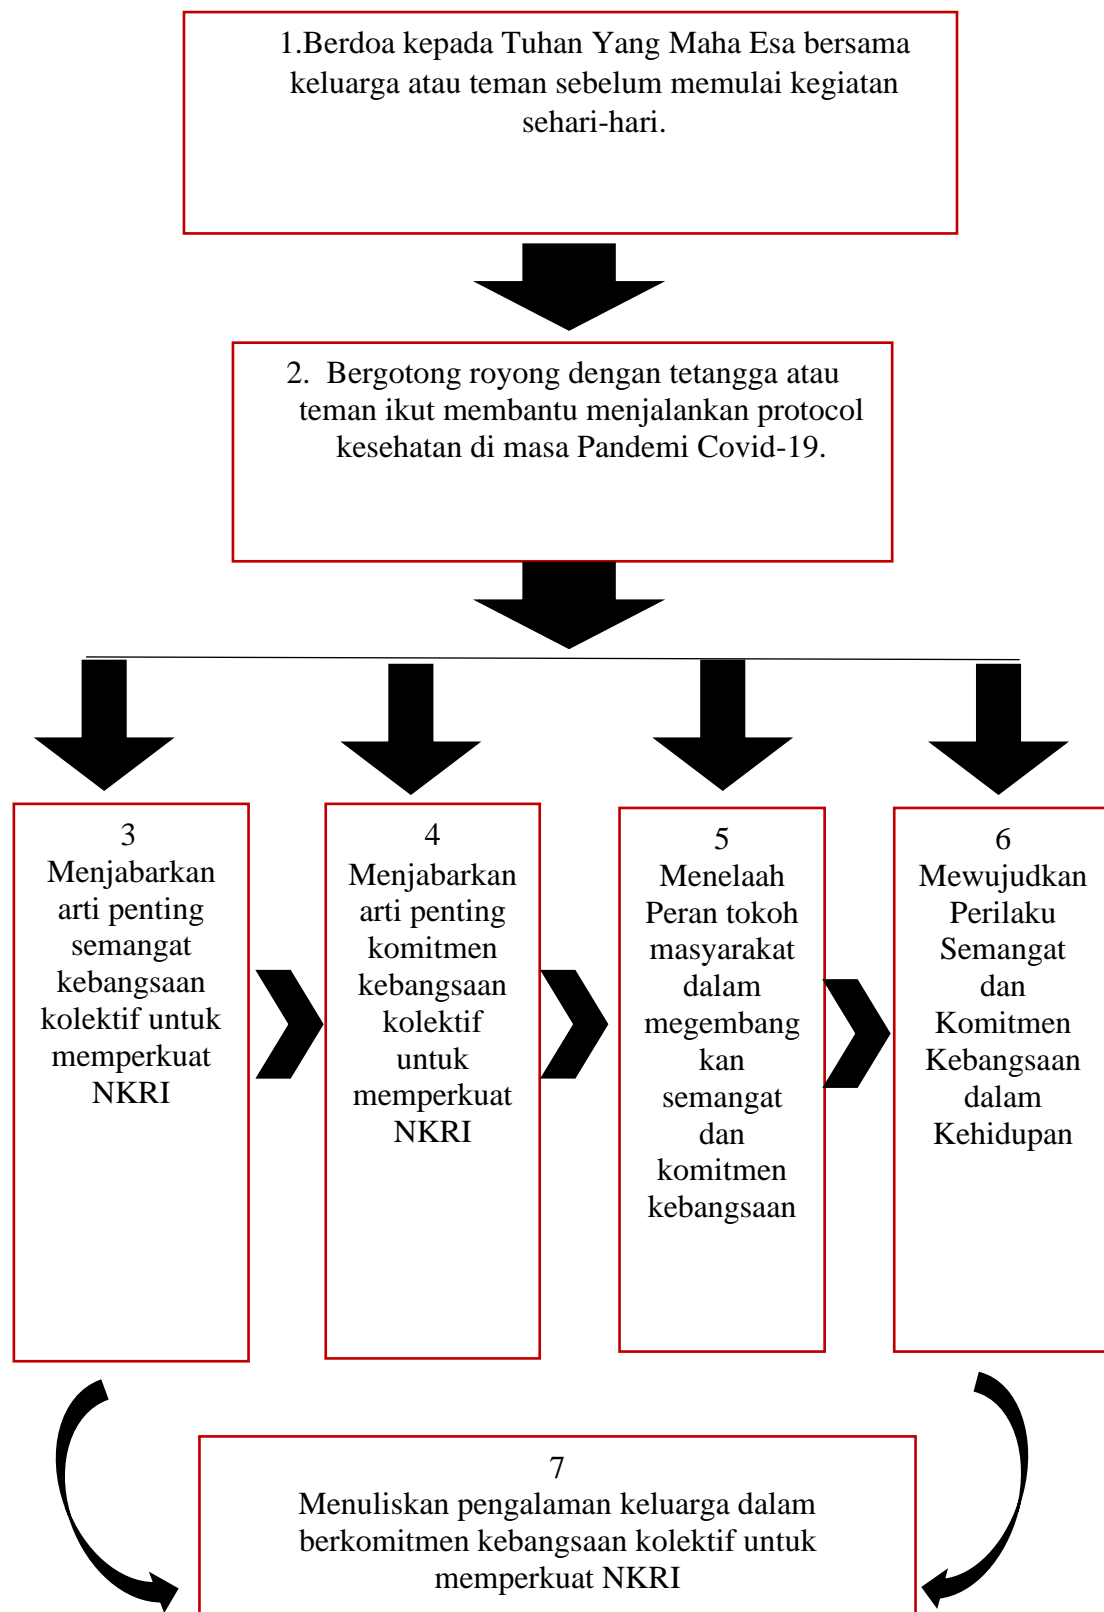 1.Berdoa kepada Tuhan Yang Maha Esa bersama
keluarga atau teman sebelum memulai kegiatan
sehari-hari.
2. Bergotong royong dengan tetangga atau
teman ikut membantu menjalankan protocol
kesehatan di masa Pandemi Covid-19.
3
Menjabarkan
arti penting
semangat
kebangsaan
kolektif untuk
memperkuat
NKRI
4
Menjabarkan
arti penting
komitmen
kebangsaan
kolektif
untuk
memperkuat
NKRI
5
Menelaah
Peran tokoh
masyarakat
dalam
megembang
kan
semangat
dan
komitmen
kebangsaan
6
Mewujudkan
Perilaku
Semangat
dan
Komitmen
Kebangsaan
dalam
Kehidupan
7
Menuliskan pengalaman keluarga dalam
berkomitmen kebangsaan kolektif untuk
memperkuat NKRI